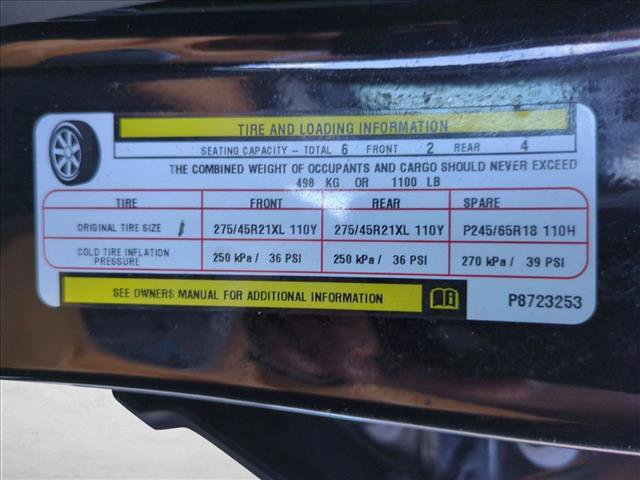 TIRE AND LOADING INFORMATION
SEATING CAPACITY - TOTAL 6 FRONT 2 REAR 4
THE COMBINED WEIGHT OF OCCUPANTS AND CARGO SHOULD NEVER EXCEED
498 KG OR 1100 LB
TIRE FRONT REAR SPARE
ORIGINAL TIRE SIZE 275/45R21XL 110Y 275/45R21XL 110Y P245/65R18 110H
COLD TIRE INFLATION PRESSURE 250 kPa / 36 PSI 250 kPa / 36 PSI 270 kPa / 39 PSI
SEE OWNERS MANUAL FOR ADDITIONAL INFORMATION P8723253